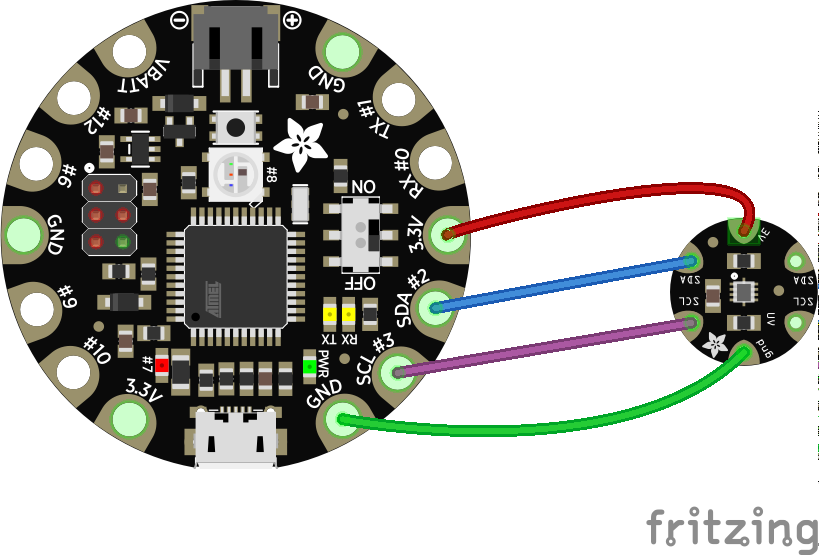 VBATT
GND
TX #1
#12
RX #0
#9
#8
ON
3.3V
GND
OFF
SDA #2
#6
TX RX
SCL #3
#10
#7
PWR
3.3V
GND
ATMEL
SDA
SDA
SCL
SCL
UV
gnd
fritzing